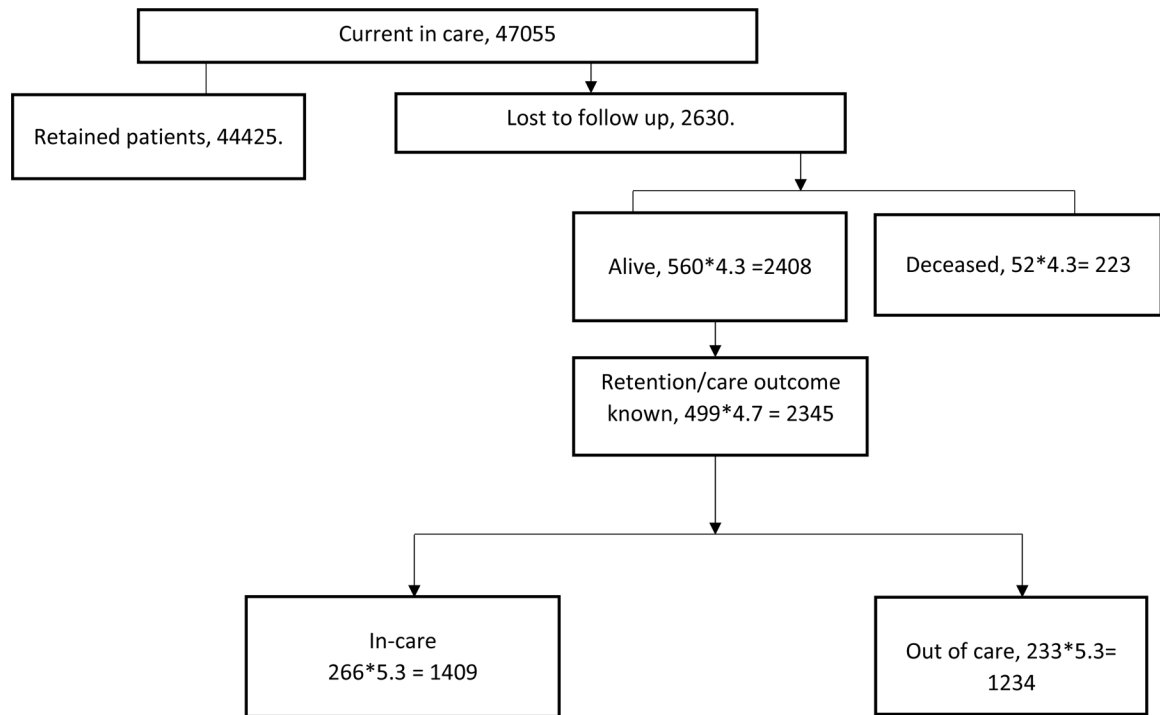 Current in care, 47055
Retained patients, 44425.
Lost to follow up, 2630.
Alive, 560*4.3 =2408
Deceased, 52*4.3= 223
Retention/care outcome
known, 499*4.7 = 2345
In-care
266*5.3 = 1409
Out of care, 233*5.3=
1234